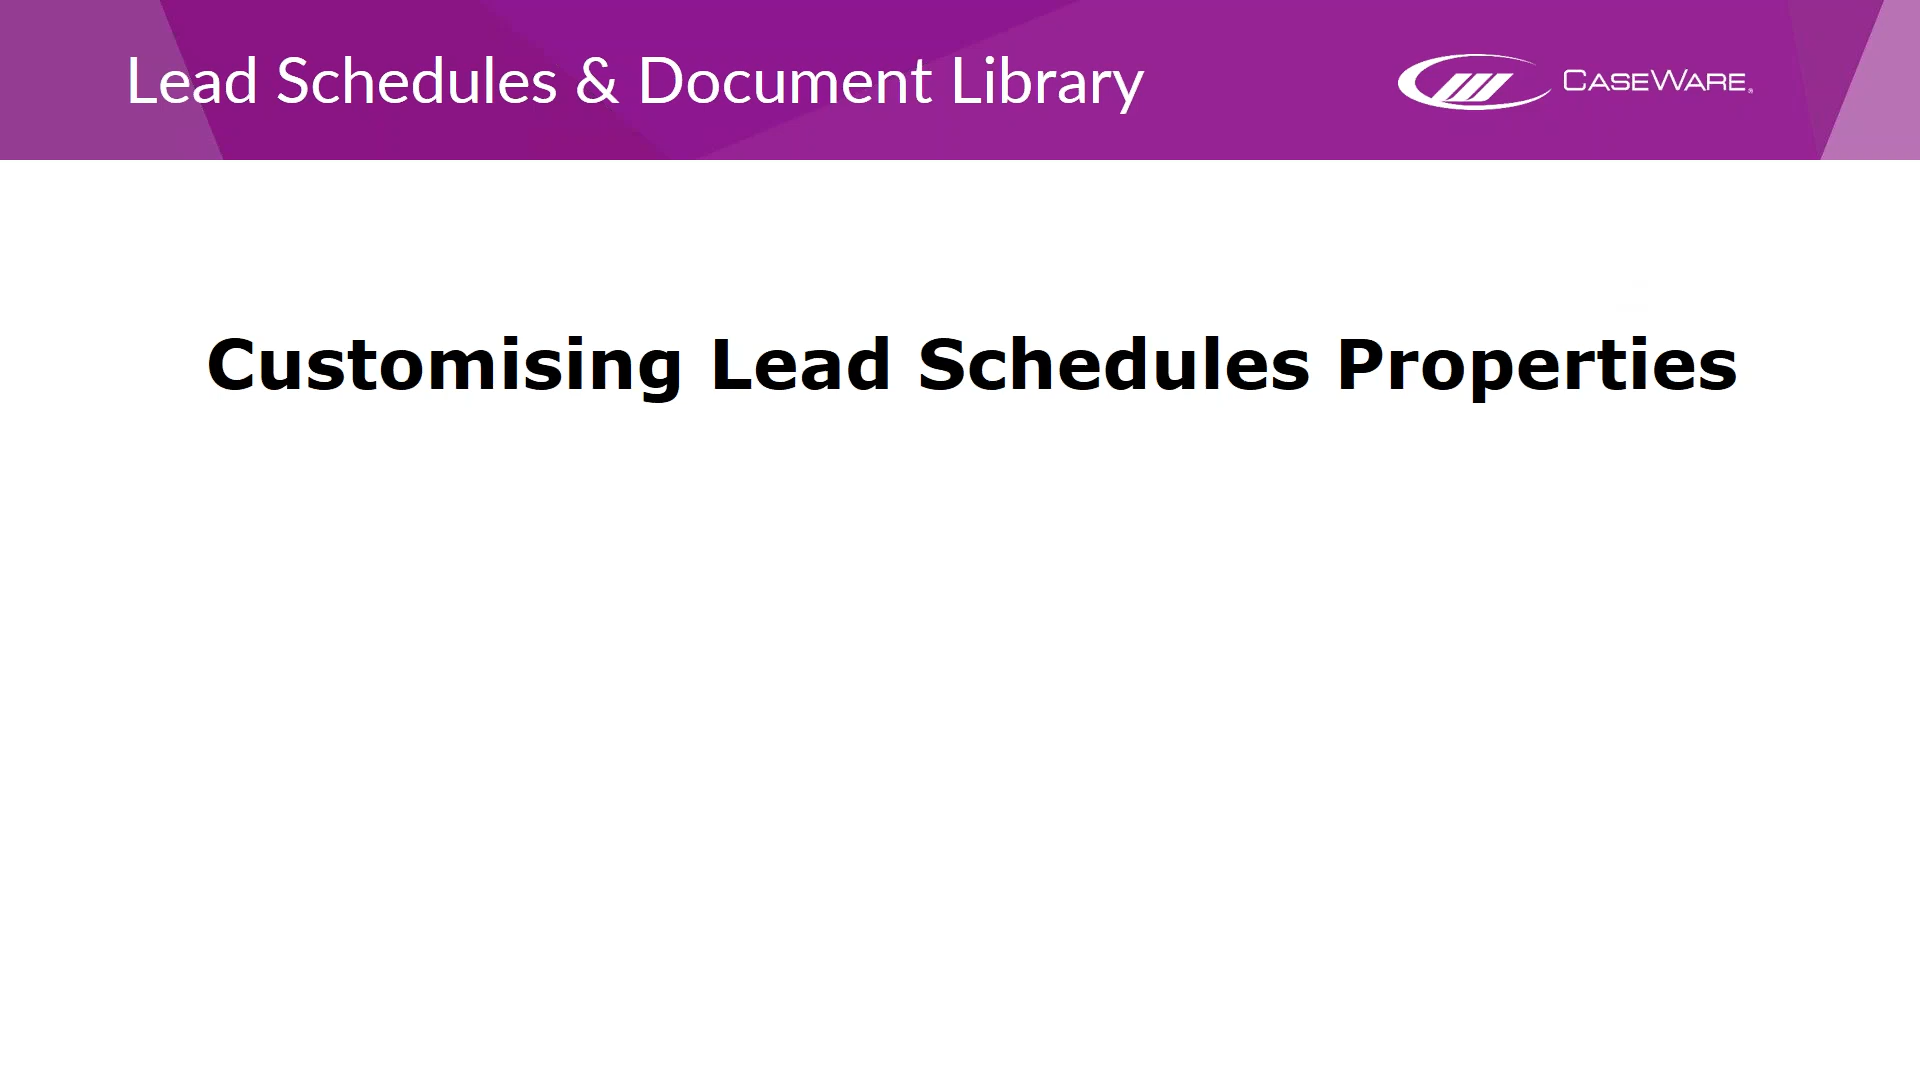 Lead Schedules & Document Library
CASEWARE®
Customising Lead Schedules Properties